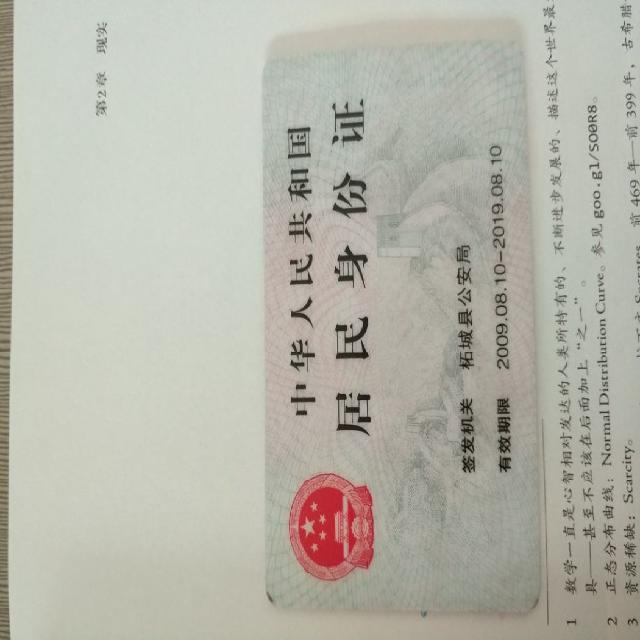 第2章 现实
中华人民共和国
居民身份证
签发机关 柘城县公安局
有效期限 2009.08.10-2019.08.10
1 数学一直是心智相对发达的人类所特有的、不断进步发展的、描述这个世界最
具——甚至不应该在后面加上“之一”。
2 正态分布曲线：Normal Distribution Curve。参见 goo.gl/SO0R8。
3 资源稀缺：Scarcity。
前 469 年—前 399 年，古希腊